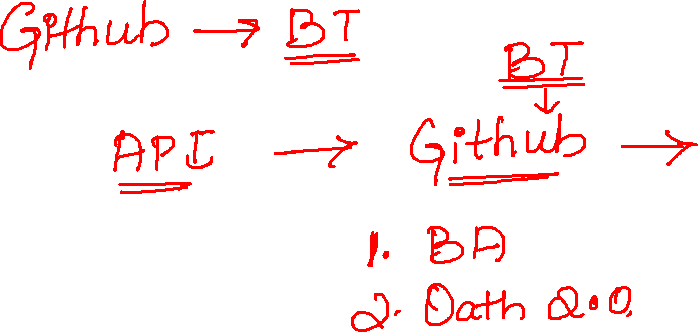 Github → BT
BT
↓
API → Github →
1. BA
2. Oath 2.0.